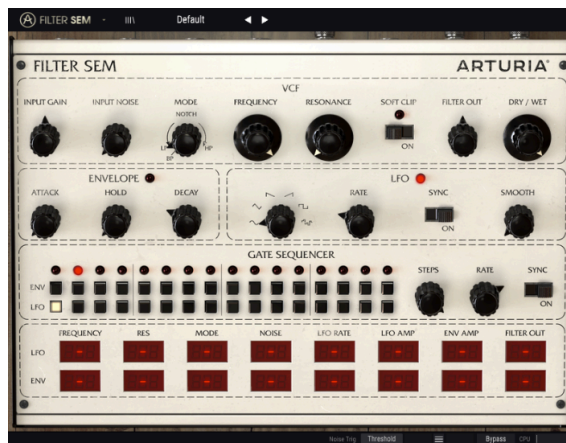 FILTER SEM
Default
FILTER SEM
ARTURIA
VCF
INPUT GAIN
INPUT NOISE
MODE
NOTCH
LP
HP
BP
FREQUENCY
RESONANCE
SOFT CLIP
ON
FILTER OUT
DRY / WET
ENVELOPE
ATTACK
HOLD
DECAY
LFO
RATE
SYNC
ON
SMOOTH
GATE SEQUENCER
ENV
LFO
STEPS
RATE
SYNC
ON
FREQUENCY RES MODE NOISE LFO RATE LFO AMP ENV AMP FILTER OUT
LFO - - - - - - - -
ENV - - - - - - - -
Noise Trig Threshold Bypass CPU